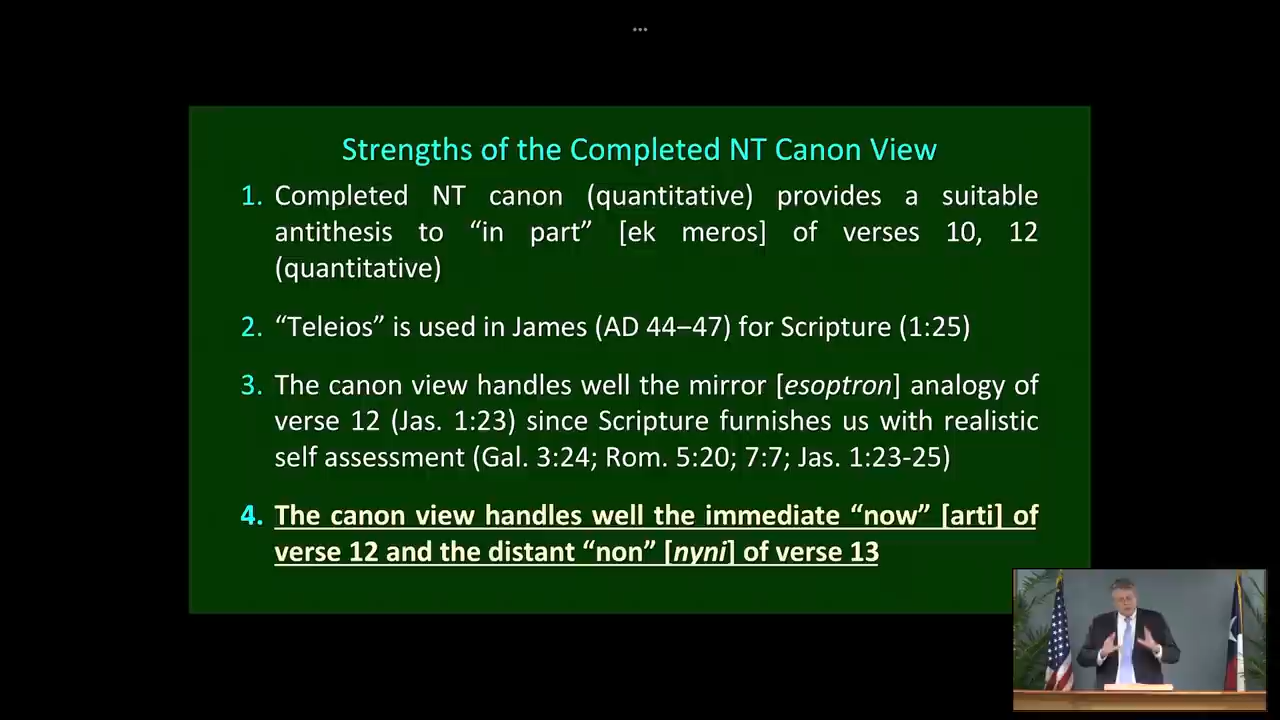 ...
Strengths of the Completed NT Canon View
1. Completed NT canon (quantitative) provides a suitable
antithesis to “in part” [ek meros] of verses 10, 12
(quantitative)
2. “Teleios” is used in James (AD 44–47) for Scripture (1:25)
3. The canon view handles well the mirror [esoptron] analogy of
verse 12 (Jas. 1:23) since Scripture furnishes us with realistic
self assessment (Gal. 3:24; Rom. 5:20; 7:7; Jas. 1:23-25)
4. The canon view handles well the immediate “now” [arti] of
verse 12 and the distant “non” [nyni] of verse 13